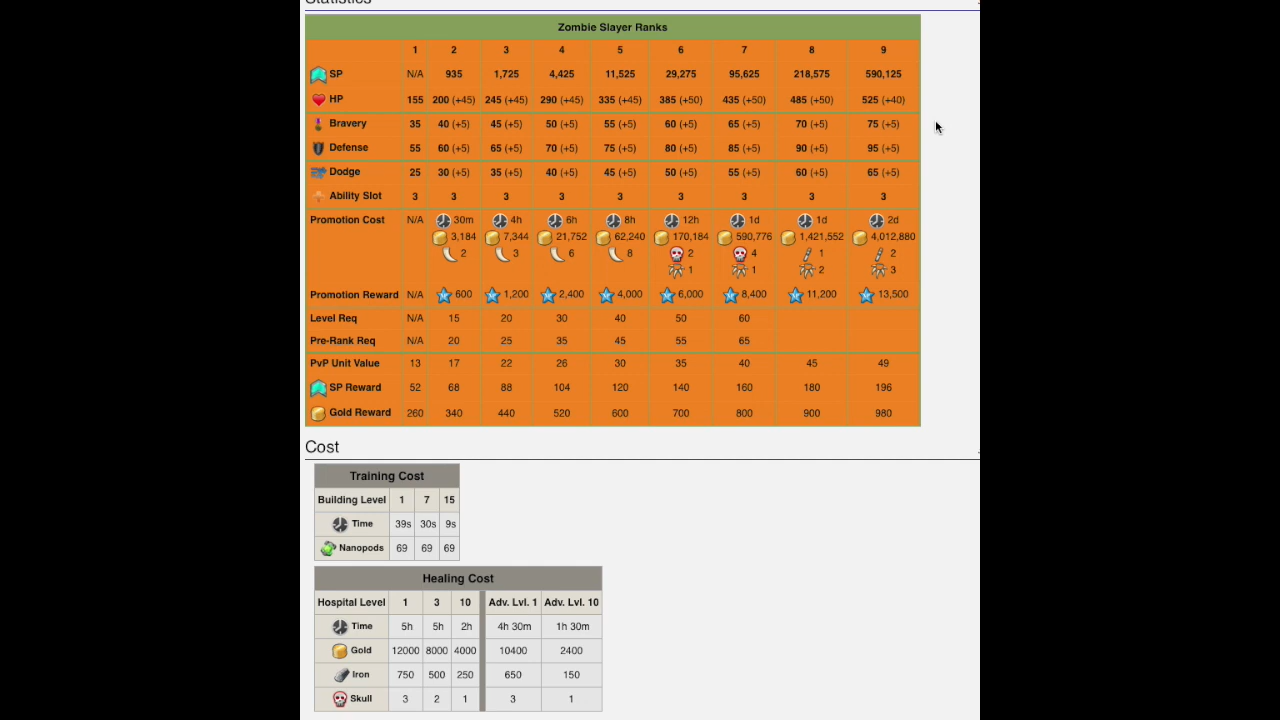 Statistics
Zombie Slayer Ranks
1 2 3 4 5 6 7 8 9
SP N/A 935 1,725 4,425 11,525 29,275 95,625 218,575 590,125
HP 155 200 (+45) 245 (+45) 290 (+45) 335 (+45) 385 (+50) 435 (+50) 485 (+50) 525 (+40)
Bravery 35 40 (+5) 45 (+5) 50 (+5) 55 (+5) 60 (+5) 65 (+5) 70 (+5) 75 (+5)
Defense 55 60 (+5) 65 (+5) 70 (+5) 75 (+5) 80 (+5) 85 (+5) 90 (+5) 95 (+5)
Dodge 25 30 (+5) 35 (+5) 40 (+5) 45 (+5) 50 (+5) 55 (+5) 60 (+5) 65 (+5)
Ability Slot 3 3 3 3 3 3 3 3 3
Promotion Cost N/A 30m 4h 6h 8h 12h 1d 1d 2d
3,184 7,344 21,752 62,240 170,184 590,776 1,421,552 4,012,880
2 3 6 8 2 4 1 2
1 1 2 3
Promotion Reward N/A 600 1,200 2,400 4,000 6,000 8,400 11,200 13,500
Level Req N/A 15 20 30 40 50 60
Pre-Rank Req N/A 20 25 35 45 55 65
PvP Unit Value 13 17 22 26 30 35 40 45 49
SP Reward 52 68 88 104 120 140 160 180 196
Gold Reward 260 340 440 520 600 700 800 900 980
Cost
Training Cost
Building Level 1 7 15
Time 39s 30s 9s
Nanopods 69 69 69
Healing Cost
Hospital Level 1 3 10 Adv. Lvl. 1 Adv. Lvl. 10
Time 5h 5h 2h 4h 30m 1h 30m
Gold 12000 8000 4000 10400 2400
Iron 750 500 250 650 150
Skull 3 2 1 3 1